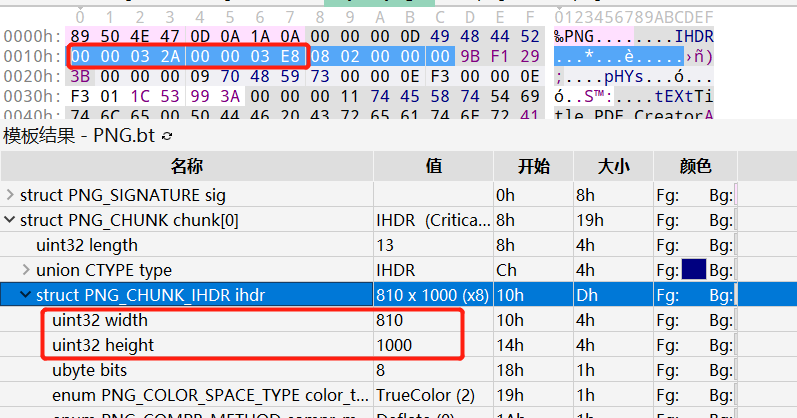 0 1 2 3 4 5 6 7 8 9 A B C D E F 0123456789ABCDEF
0000h: 89 50 4E 47 0D 0A 1A 0A 00 00 00 0D 49 48 44 52 ‰PNG........IHDR
0010h: 00 00 03 2A 00 00 03 E8 08 02 00 00 00 9B F1 29 ...*...è.....›ñ)
0020h: 3B 00 00 00 09 70 48 59 73 00 00 0E F3 00 00 0E ;....pHYs...ó...
0030h: F3 01 1C 53 99 3A 00 00 00 11 74 45 58 74 54 69 ó..S™:....tEXtTi
0040h: 74 6C 65 00 50 44 46 20 43 72 65 61 74 6F 72 41 tle.PDF CreatorA
模板结果 - PNG.bt
名称 值 开始 大小 颜色
struct PNG_SIGNATURE sig 0h 8h Fg: Bg:
struct PNG_CHUNK chunk[0] IHDR (Critica... 8h 19h Fg: Bg:
uint32 length 13 8h 4h Fg: Bg:
union CTYPE type IHDR Ch 4h Fg: Bg:
struct PNG_CHUNK_IHDR ihdr 810 x 1000 (x8) 10h Dh Fg: Bg:
uint32 width 810 10h 4h Fg: Bg:
uint32 height 1000 14h 4h Fg: Bg:
ubyte bits 8 18h 1h Fg: Bg:
enum PNG_COLOR_SPACE_TYPE color_t... TrueColor (2) 19h 1h Fg: Bg: